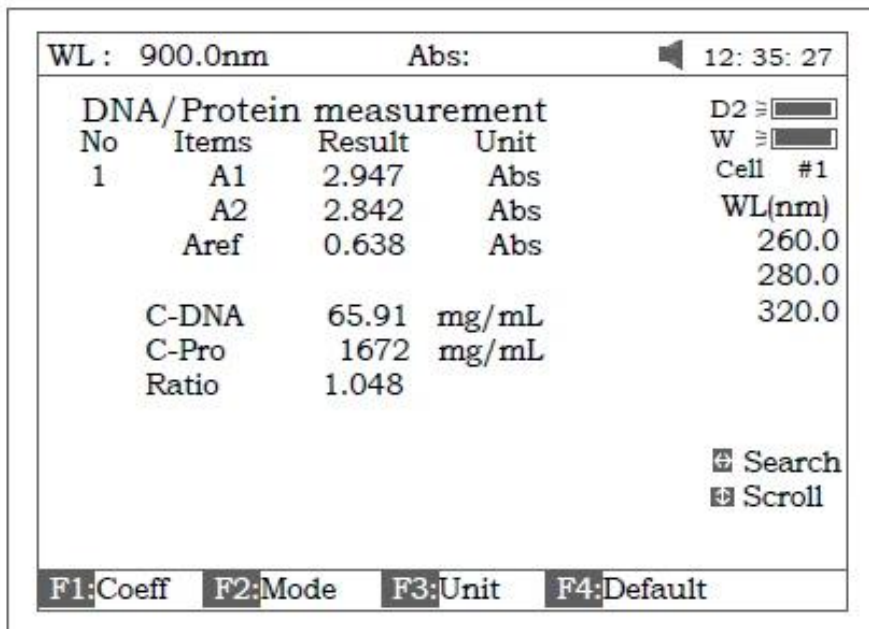 WL : 900.0nm Abs: 12: 35: 27
DNA/Protein measurement
No Items Result Unit
1 A1 2.947 Abs
A2 2.842 Abs
Aref 0.638 Abs
C-DNA 65.91 mg/mL
C-Pro 1672 mg/mL
Ratio 1.048
D2
W
Cell #1
WL(nm)
260.0
280.0
320.0
Search
Scroll
F1:Coeff F2:Mode F3:Unit F4:Default